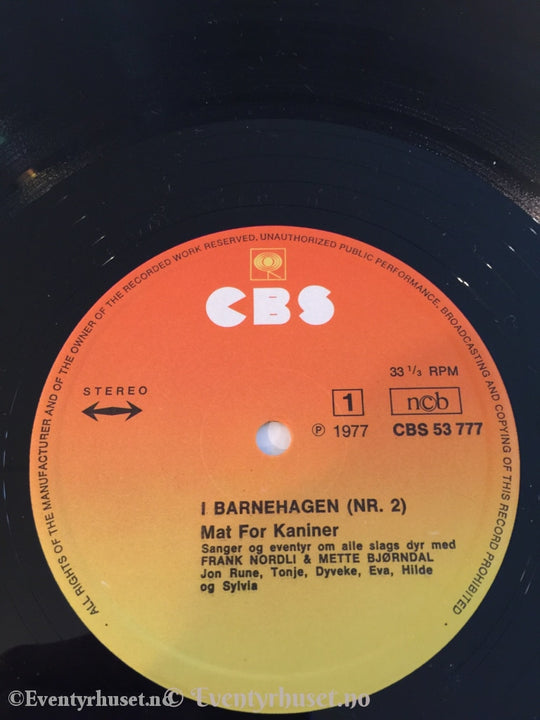 ALL RIGHTS OF THE MANUFACTURER AND OF THE OWNER OF THE RECORDED WORK RESERVED, UNAUTHORIZED PUBLIC PERFORMANCE, BROADCASTING AND COPYING OF THIS RECORD PROHIBITED
CBS
STEREO
33 1/3 RPM
1 ncb
℗ 1977 CBS 53 777
I BARNEHAGEN (NR. 2)
Mat For Kaniner
Sanger og eventyr om alle slags dyr med
FRANK NORDLI & METTE BJØRNDAL
Jon Rune, Tonje, Dyveke, Eva, Hilde
og Sylvia
©Eventyrhuset.no © Eventyrhuset.no